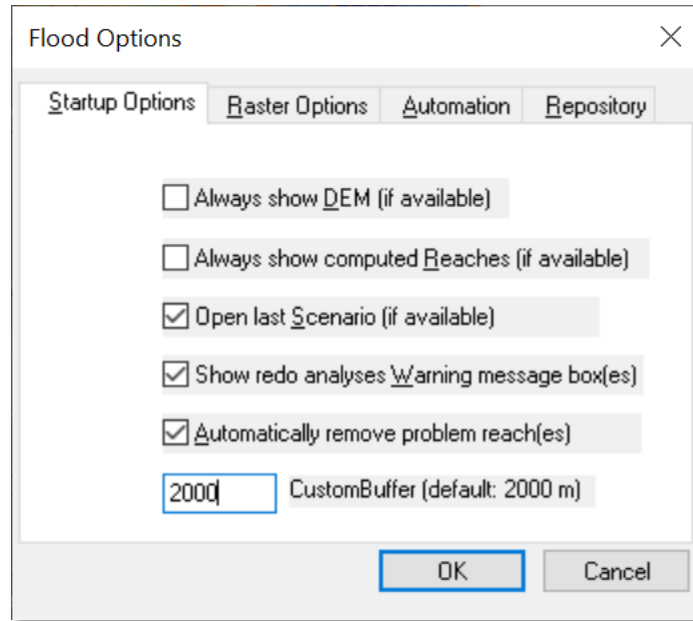 Flood Options
Startup Options Raster Options Automation Repository
Always show DEM (if available)
Always show computed Reaches (if available)
Open last Scenario (if available)
Show redo analyses Warning message box(es)
Automatically remove problem reach(es)
2000 CustomBuffer (default: 2000 m)
OK Cancel